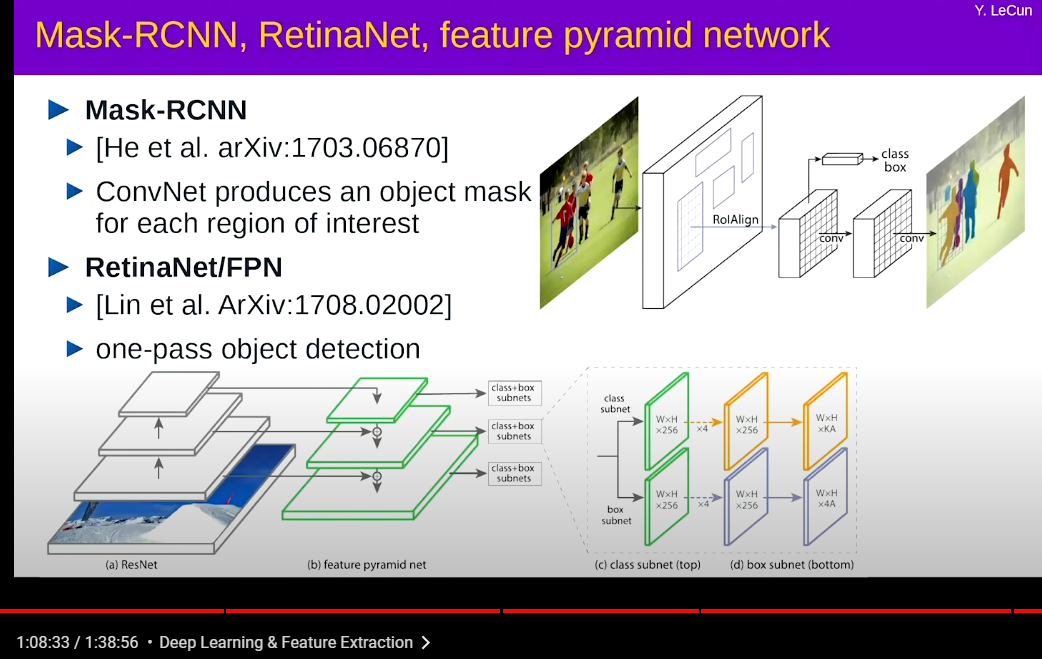 Y. LeCun
Mask-RCNN, RetinaNet, feature pyramid network
Mask-RCNN
[He et al. arXiv:1703.06870]
ConvNet produces an object mask
for each region of interest
RetinaNet/FPN
[Lin et al. ArXiv:1708.02002]
one-pass object detection
RoIAlign
class
box
conv
conv
class+box
subnets
class+box
subnets
class+box
subnets
class
subnet
W×H
×256
×4
W×H
×256
W×H
×KA
box
subnet
W×H
×256
×4
W×H
×256
W×H
×4A
(a) ResNet
(b) feature pyramid net
(c) class subnet (top)
(d) box subnet (bottom)
1:08:33 / 1:38:56 • Deep Learning & Feature Extraction